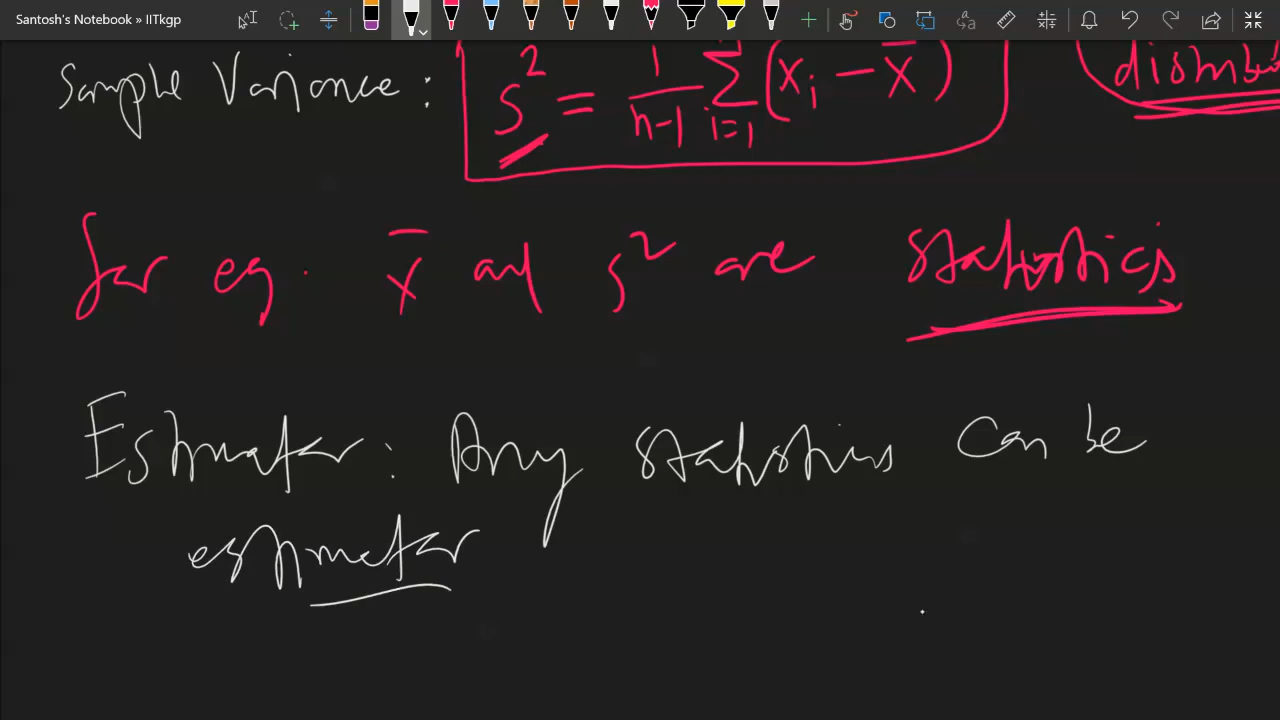 Santosh's Notebook » IITkgp
Sample Variance : s² = 1/(n-1) Σ i=1 (xi - x̄)
for eg. x̄ and s² are statistics
Estimator : Any statistics can be
estimator